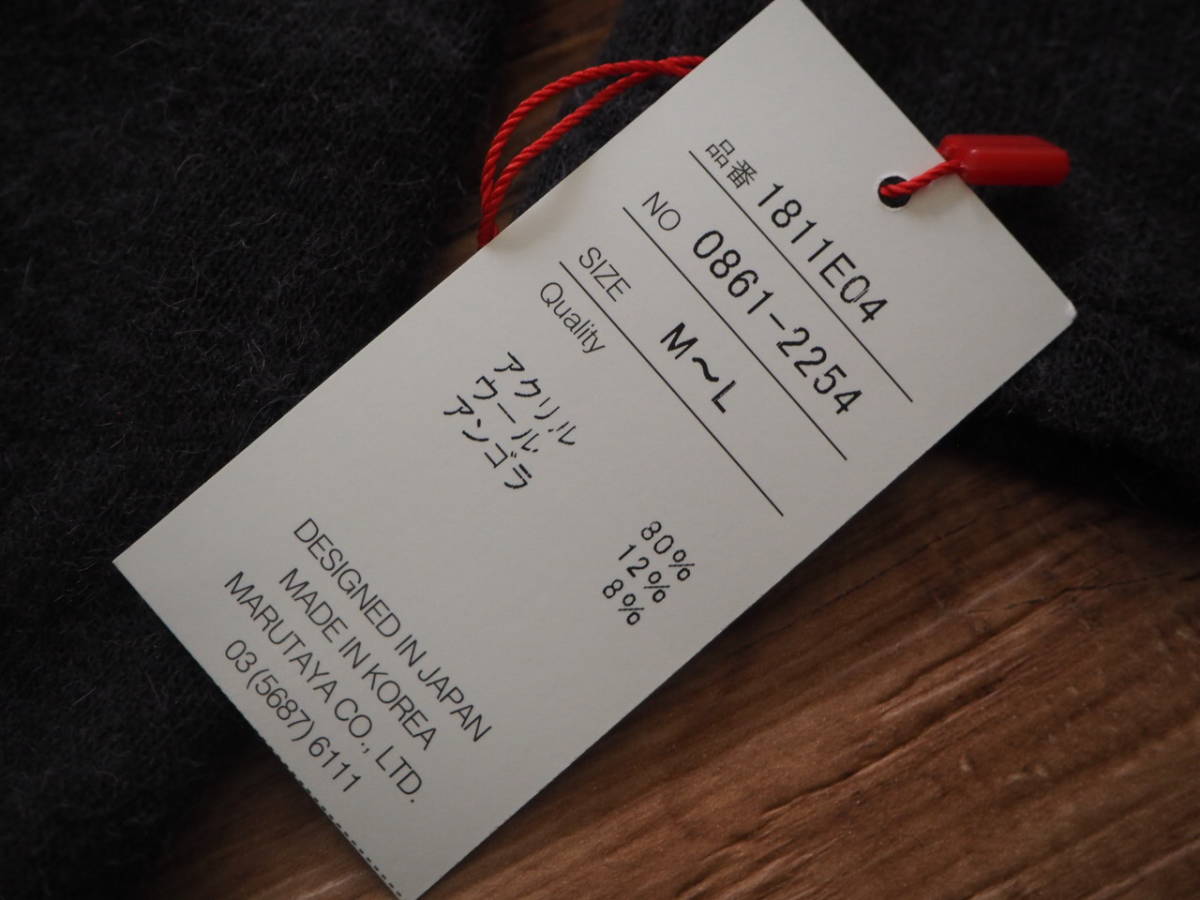 品番 1811E04
NO 0861-2254
SIZE M〜L
Quality
アクリル 80%
ウール 12%
アンゴラ 8%
DESIGNED IN JAPAN
MADE IN KOREA
MARUTAYA CO., LTD.
03(5687)6111